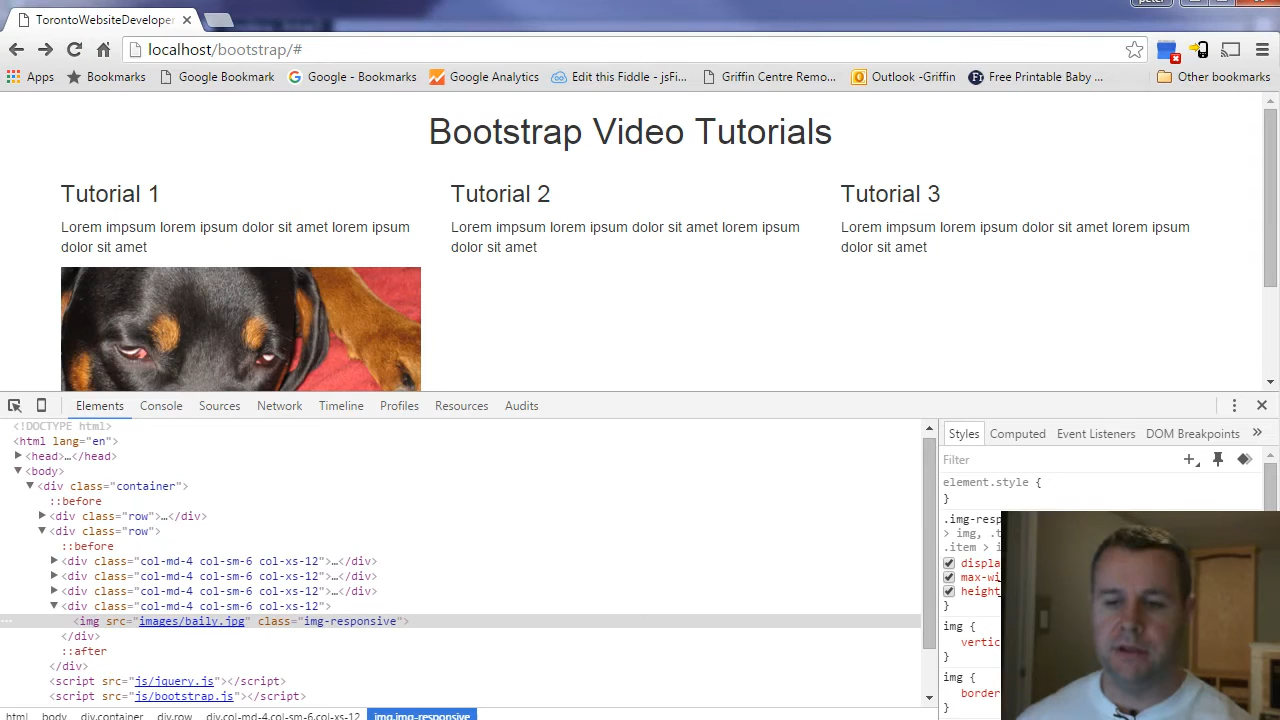 peter
TorontoWebsiteDeveloper
localhost/bootstrap/#
Apps Bookmarks Google Bookmark Google - Bookmarks Google Analytics Edit this Fiddle - jsFi... Griffin Centre Remo... Outlook -Griffin Free Printable Baby ... Other bookmarks
Bootstrap Video Tutorials
Tutorial 1 Tutorial 2 Tutorial 3
Lorem impsum lorem ipsum dolor sit amet lorem ipsum Lorem impsum lorem ipsum dolor sit amet lorem ipsum Lorem impsum lorem ipsum dolor sit amet lorem ipsum
dolor sit amet dolor sit amet dolor sit amet
Elements Console Sources Network Timeline Profiles Resources Audits
<!DOCTYPE html>
<html lang="en">
<head>…</head>
<body>
<div class="container">
::before
<div class="row">…</div>
<div class="row">
::before
<div class="col-md-4 col-sm-6 col-xs-12">…</div>
<div class="col-md-4 col-sm-6 col-xs-12">…</div>
<div class="col-md-4 col-sm-6 col-xs-12">…</div>
<div class="col-md-4 col-sm-6 col-xs-12">
<img src="images/baily.jpg" class="img-responsive">
</div>
::after
</div>
<script src="js/jquery.js"></script>
<script src="js/bootstrap.js"></script>
html body div.container div.row div.col-md-4.col-sm-6.col-xs-12 img.img-responsive
Styles Computed Event Listeners DOM Breakpoints »
Filter
element.style {
}
.img-resp
> img, .t
.item > i
displa
max-wi
height
}
img {
vertic
}
img {
border
}